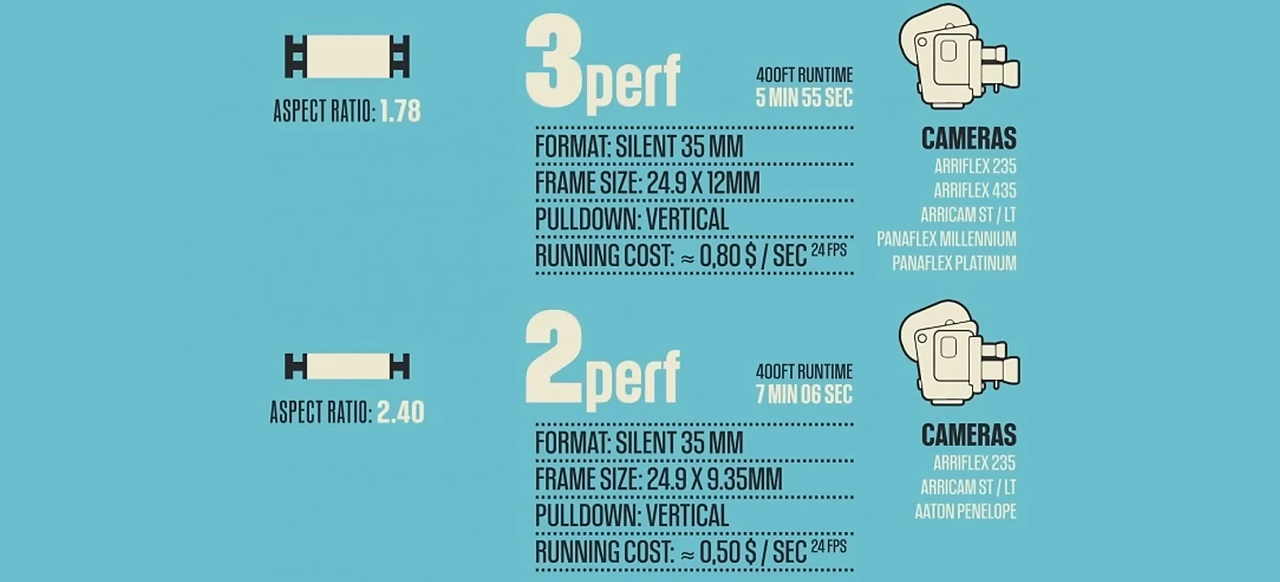 ASPECT RATIO: 1.78
3perf
400FT RUNTIME
5 MIN 55 SEC
FORMAT: SILENT 35 MM
FRAME SIZE: 24.9 X 12MM
PULLDOWN: VERTICAL
RUNNING COST: ≈ 0,80 $ / SEC 24 FPS
CAMERAS
ARRIFLEX 235
ARRIFLEX 435
ARRICAM ST / LT
PANAFLEX MILLENNIUM
PANAFLEX PLATINUM
ASPECT RATIO: 2.40
2perf
400FT RUNTIME
7 MIN 06 SEC
FORMAT: SILENT 35 MM
FRAME SIZE: 24.9 X 9.35MM
PULLDOWN: VERTICAL
RUNNING COST: ≈ 0,50 $ / SEC 24 FPS
CAMERAS
ARRIFLEX 235
ARRICAM ST / LT
AATON PENELOPE